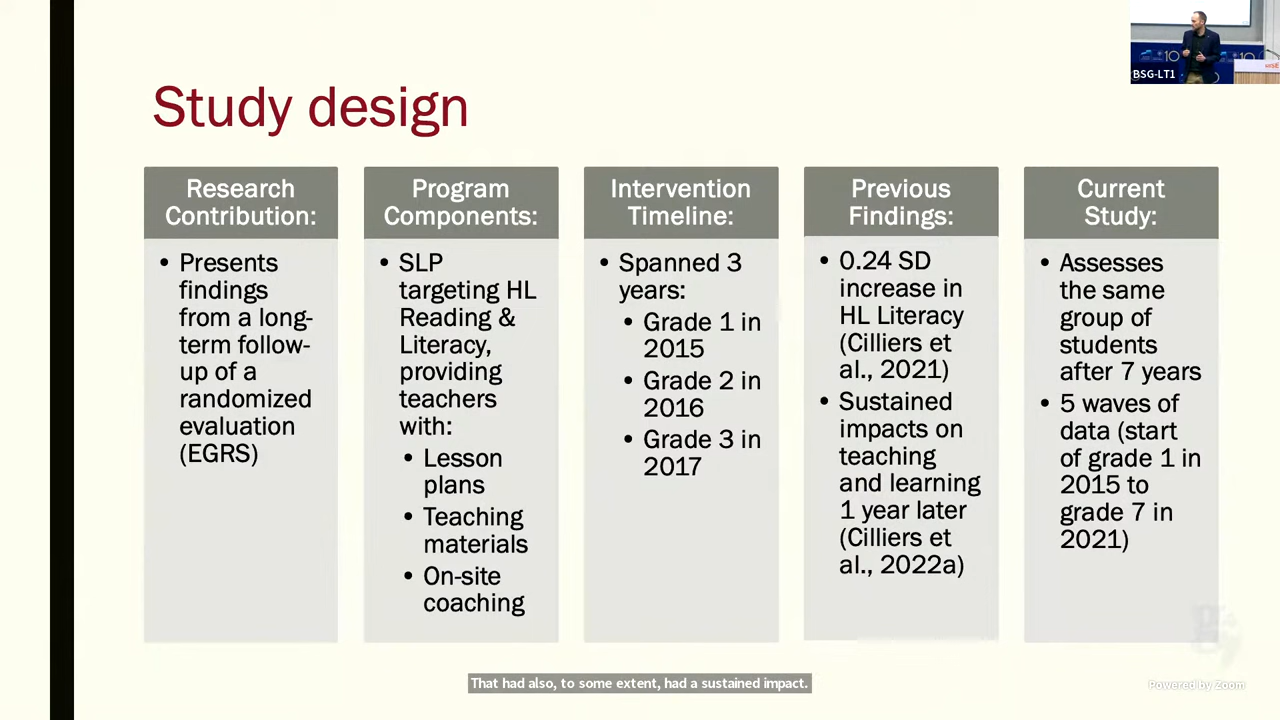 BSG-LT1
10
Study design
Research
Contribution:
• Presents
findings
from a long-
term follow-
up of a
randomized
evaluation
(EGRS)
Program
Components:
• SLP
targeting HL
Reading &
Literacy,
providing
teachers
with:
• Lesson
plans
• Teaching
materials
• On-site
coaching
Intervention
Timeline:
• Spanned 3
years:
• Grade 1 in
2015
• Grade 2 in
2016
• Grade 3 in
2017
Previous
Findings:
• 0.24 SD
increase in
HL Literacy
(Cilliers et
al., 2021)
• Sustained
impacts on
teaching
and learning
1 year later
(Cilliers et
al., 2022a)
Current
Study:
• Assesses
the same
group of
students
after 7 years
• 5 waves of
data (start
of grade 1 in
2015 to
grade 7 in
2021)
That had also, to some extent, had a sustained impact.
Powered by Zoom